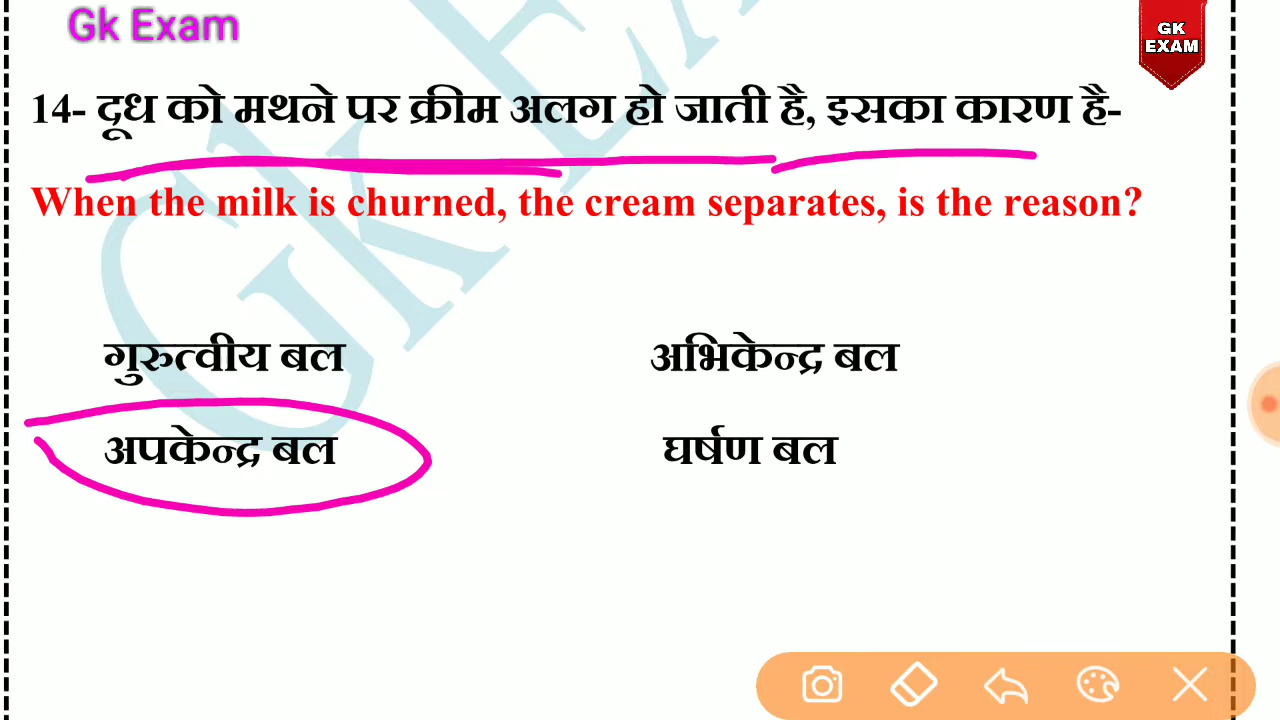 Gk Exam
GK
EXAM
14- दूध को मथने पर क्रीम अलग हो जाती है, इसका कारण है-
When the milk is churned, the cream separates, is the reason?
गुरुत्वीय बल अभिकेन्द्र बल
अपकेन्द्र बल घर्षण बल